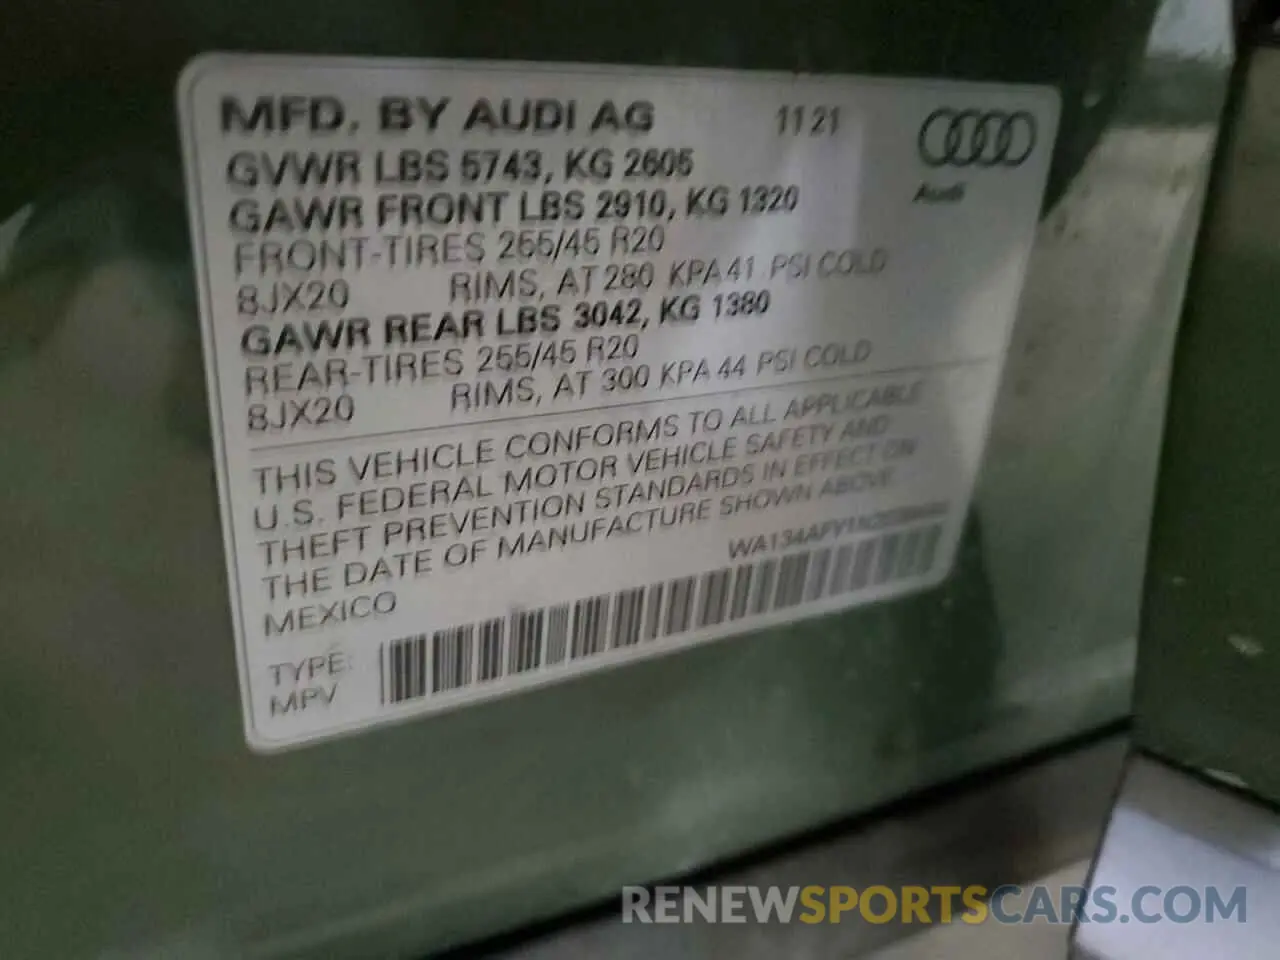 MFD. BY AUDI AG 11 21
GVWR LBS 5743, KG 2605
Audi
GAWR FRONT LBS 2910, KG 1320
FRONT-TIRES 255/45 R20
8JX20 RIMS, AT 280 KPA 41 PSI COLD
GAWR REAR LBS 3042, KG 1380
REAR-TIRES 255/45 R20
8JX20 RIMS, AT 300 KPA 44 PSI COLD
THIS VEHICLE CONFORMS TO ALL APPLICABLE
U.S. FEDERAL MOTOR VEHICLE SAFETY AND
THEFT PREVENTION STANDARDS IN EFFECT ON
THE DATE OF MANUFACTURE SHOWN ABOVE.
MEXICO
TYPE:
MPV
RENEWSPORTSCARS.COM